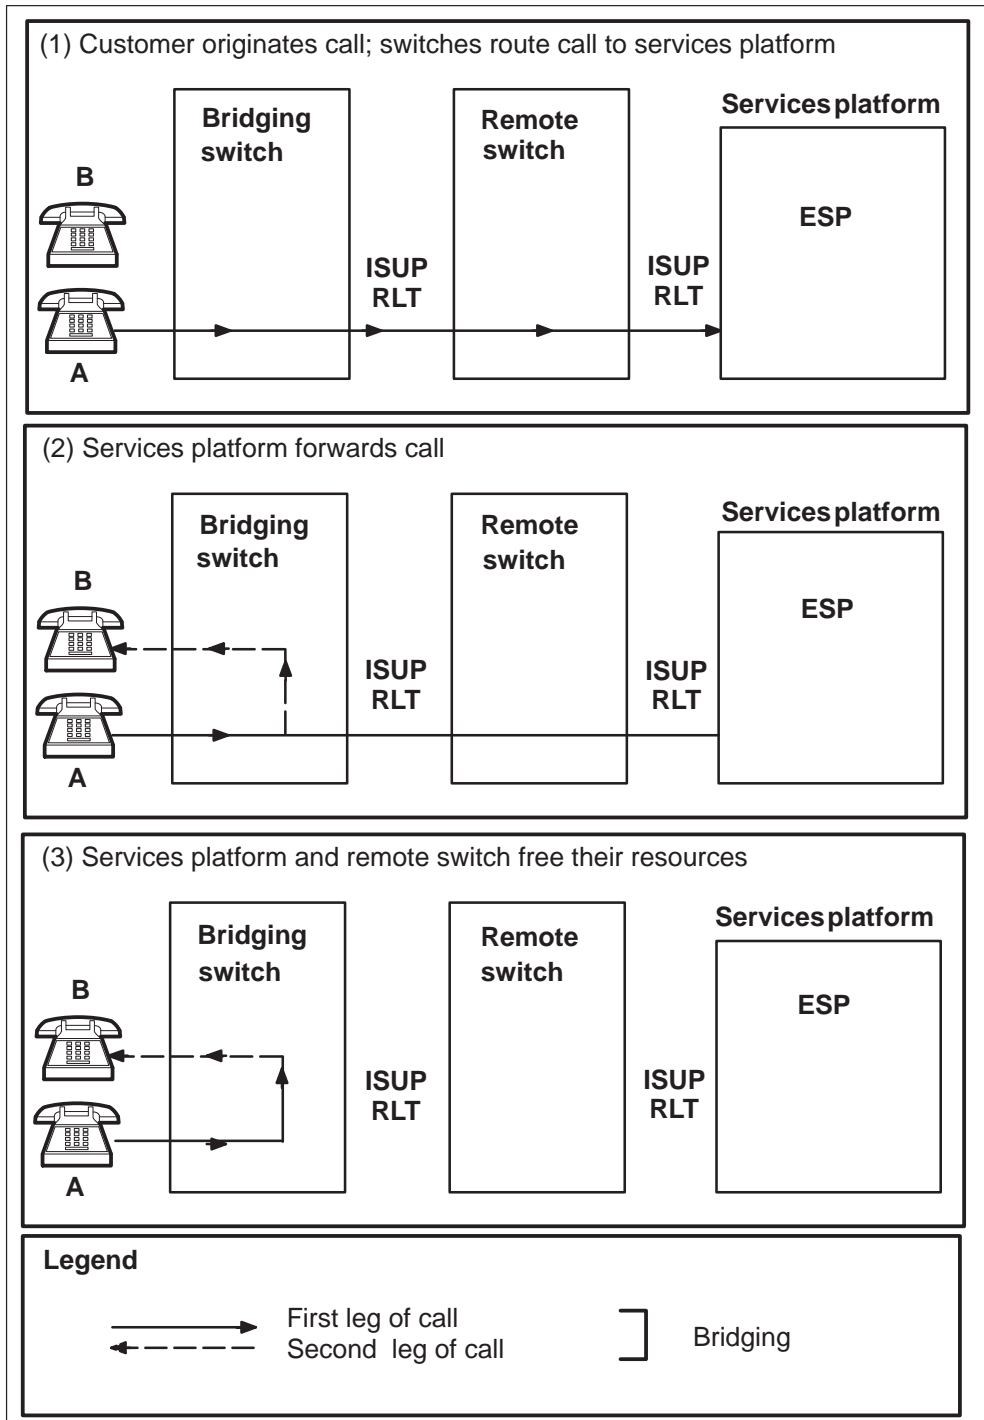 (1) Customer originates call; switches route call to services platform
Bridging
switch
Remote
switch
Services platform
ESP
B
A
ISUP
RLT
ISUP
RLT
(2) Services platform forwards call
Bridging
switch
Remote
switch
Services platform
ESP
B
A
ISUP
RLT
ISUP
RLT
(3) Services platform and remote switch free their resources
Bridging
switch
Remote
switch
Services platform
ESP
B
A
ISUP
RLT
ISUP
RLT
Legend
First leg of call
Second leg of call
Bridging